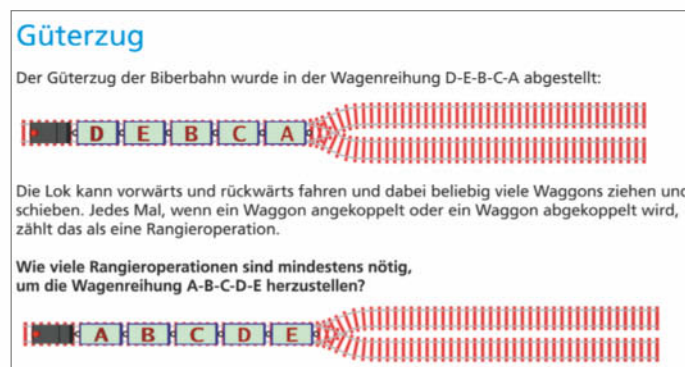 Güterzug
Der Güterzug der Biberbahn wurde in der Wagenreihung D-E-B-C-A abgestellt:
D E B C A
Die Lok kann vorwärts und rückwärts fahren und dabei beliebig viele Waggons ziehen und
schieben. Jedes Mal, wenn ein Waggon angekoppelt oder ein Waggon abgekoppelt wird,
zählt das als eine Rangieroperation.
Wie viele Rangieroperationen sind mindestens nötig,
um die Wagenreihung A-B-C-D-E herzustellen?
A B C D E